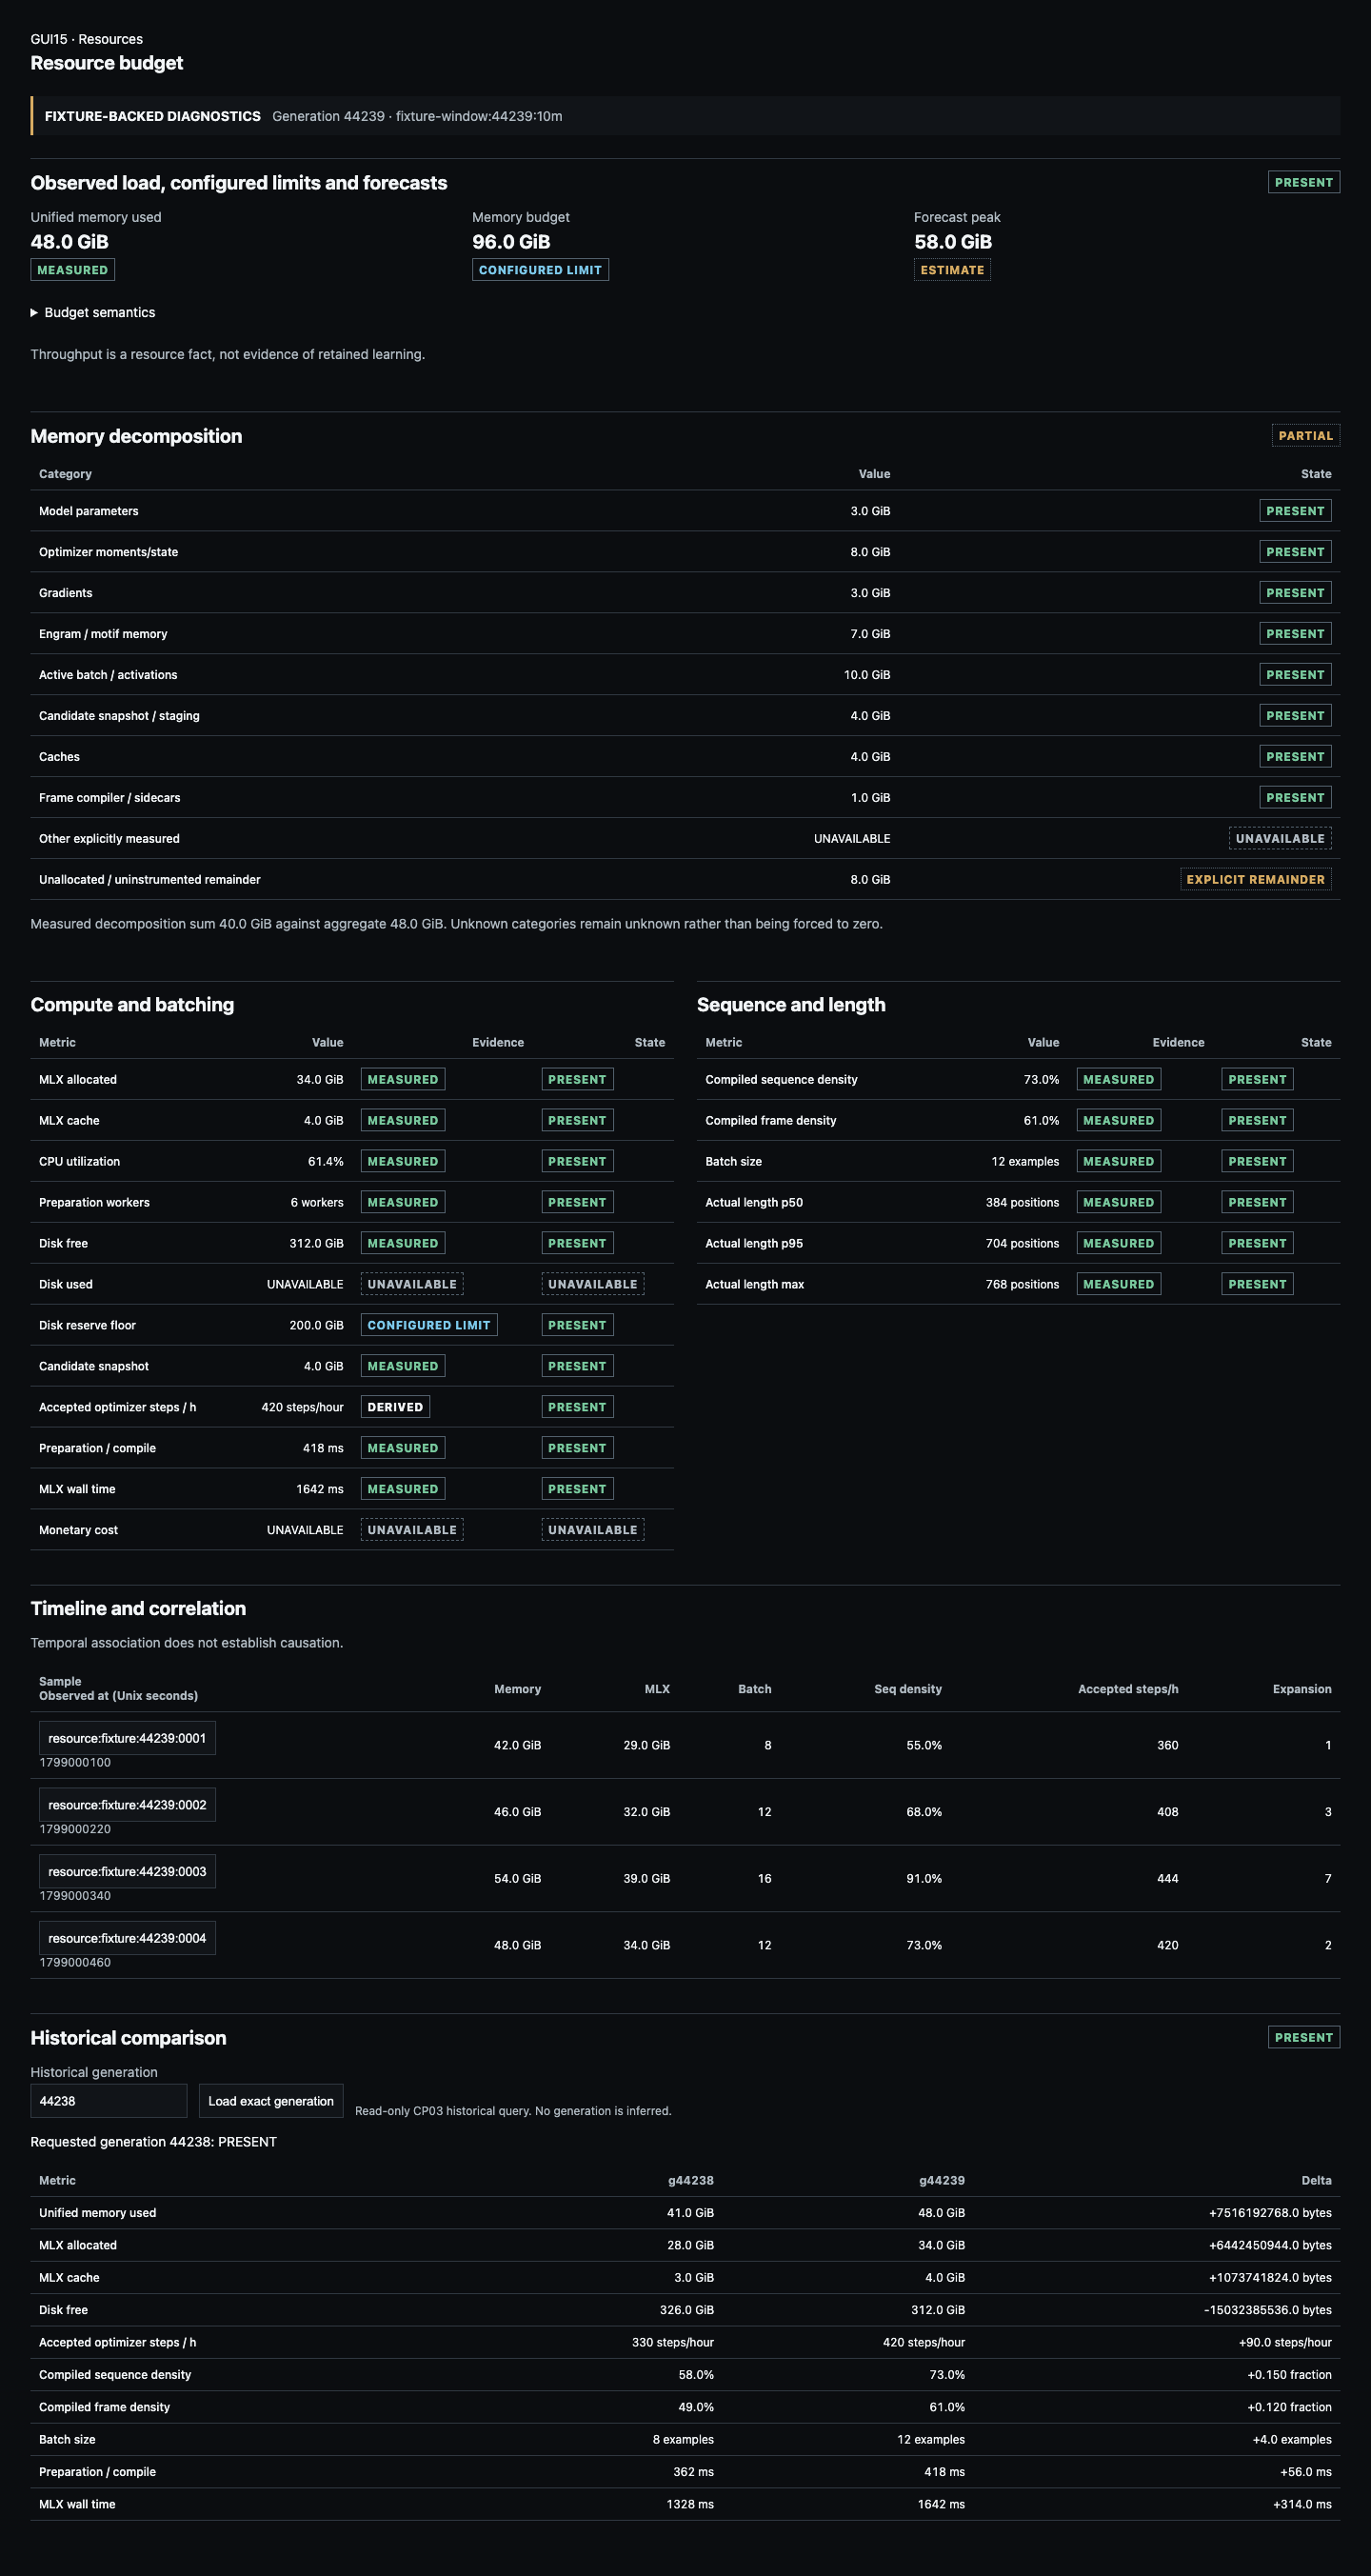 GUI15 · Resources
Resource budget
FIXTURE-BACKED DIAGNOSTICS Generation 44239 · fixture-window:44239:10m
Observed load, configured limits and forecasts PRESENT
Unified memory used Memory budget Forecast peak
48.0 GiB 96.0 GiB 58.0 GiB
MEASURED CONFIGURED LIMIT ESTIMATE
▶ Budget semantics
Throughput is a resource fact, not evidence of retained learning.
Memory decomposition PARTIAL
Category Value State
Model parameters 3.0 GiB PRESENT
Optimizer moments/state 8.0 GiB PRESENT
Gradients 3.0 GiB PRESENT
Engram / motif memory 7.0 GiB PRESENT
Active batch / activations 10.0 GiB PRESENT
Candidate snapshot / staging 4.0 GiB PRESENT
Caches 4.0 GiB PRESENT
Frame compiler / sidecars 1.0 GiB PRESENT
Other explicitly measured UNAVAILABLE UNAVAILABLE
Unallocated / uninstrumented remainder 8.0 GiB EXPLICIT REMAINDER
Measured decomposition sum 40.0 GiB against aggregate 48.0 GiB. Unknown categories remain unknown rather than being forced to zero.
Compute and batching
Metric Value Evidence State
MLX allocated 34.0 GiB MEASURED PRESENT
MLX cache 4.0 GiB MEASURED PRESENT
CPU utilization 61.4% MEASURED PRESENT
Preparation workers 6 workers MEASURED PRESENT
Disk free 312.0 GiB MEASURED PRESENT
Disk used UNAVAILABLE UNAVAILABLE UNAVAILABLE
Disk reserve floor 200.0 GiB CONFIGURED LIMIT PRESENT
Candidate snapshot 4.0 GiB MEASURED PRESENT
Accepted optimizer steps / h 420 steps/hour DERIVED PRESENT
Preparation / compile 418 ms MEASURED PRESENT
MLX wall time 1642 ms MEASURED PRESENT
Monetary cost UNAVAILABLE UNAVAILABLE UNAVAILABLE
Sequence and length
Metric Value Evidence State
Compiled sequence density 73.0% MEASURED PRESENT
Compiled frame density 61.0% MEASURED PRESENT
Batch size 12 examples MEASURED PRESENT
Actual length p50 384 positions MEASURED PRESENT
Actual length p95 704 positions MEASURED PRESENT
Actual length max 768 positions MEASURED PRESENT
Timeline and correlation
Temporal association does not establish causation.
Sample
Observed at (Unix seconds) Memory MLX Batch Seq density Accepted steps/h Expansion
resource:fixture:44239:0001 42.0 GiB 29.0 GiB 8 55.0% 360 1
1799000100
resource:fixture:44239:0002 46.0 GiB 32.0 GiB 12 68.0% 408 3
1799000220
resource:fixture:44239:0003 54.0 GiB 39.0 GiB 16 91.0% 444 7
1799000340
resource:fixture:44239:0004 48.0 GiB 34.0 GiB 12 73.0% 420 2
1799000460
Historical comparison PRESENT
Historical generation
44238 Load exact generation Read-only CP03 historical query. No generation is inferred.
Requested generation 44238: PRESENT
Metric g44238 g44239 Delta
Unified memory used 41.0 GiB 48.0 GiB +7516192768.0 bytes
MLX allocated 28.0 GiB 34.0 GiB +6442450944.0 bytes
MLX cache 3.0 GiB 4.0 GiB +1073741824.0 bytes
Disk free 326.0 GiB 312.0 GiB -15032385536.0 bytes
Accepted optimizer steps / h 330 steps/hour 420 steps/hour +90.0 steps/hour
Compiled sequence density 58.0% 73.0% +0.150 fraction
Compiled frame density 49.0% 61.0% +0.120 fraction
Batch size 8 examples 12 examples +4.0 examples
Preparation / compile 362 ms 418 ms +56.0 ms
MLX wall time 1328 ms 1642 ms +314.0 ms